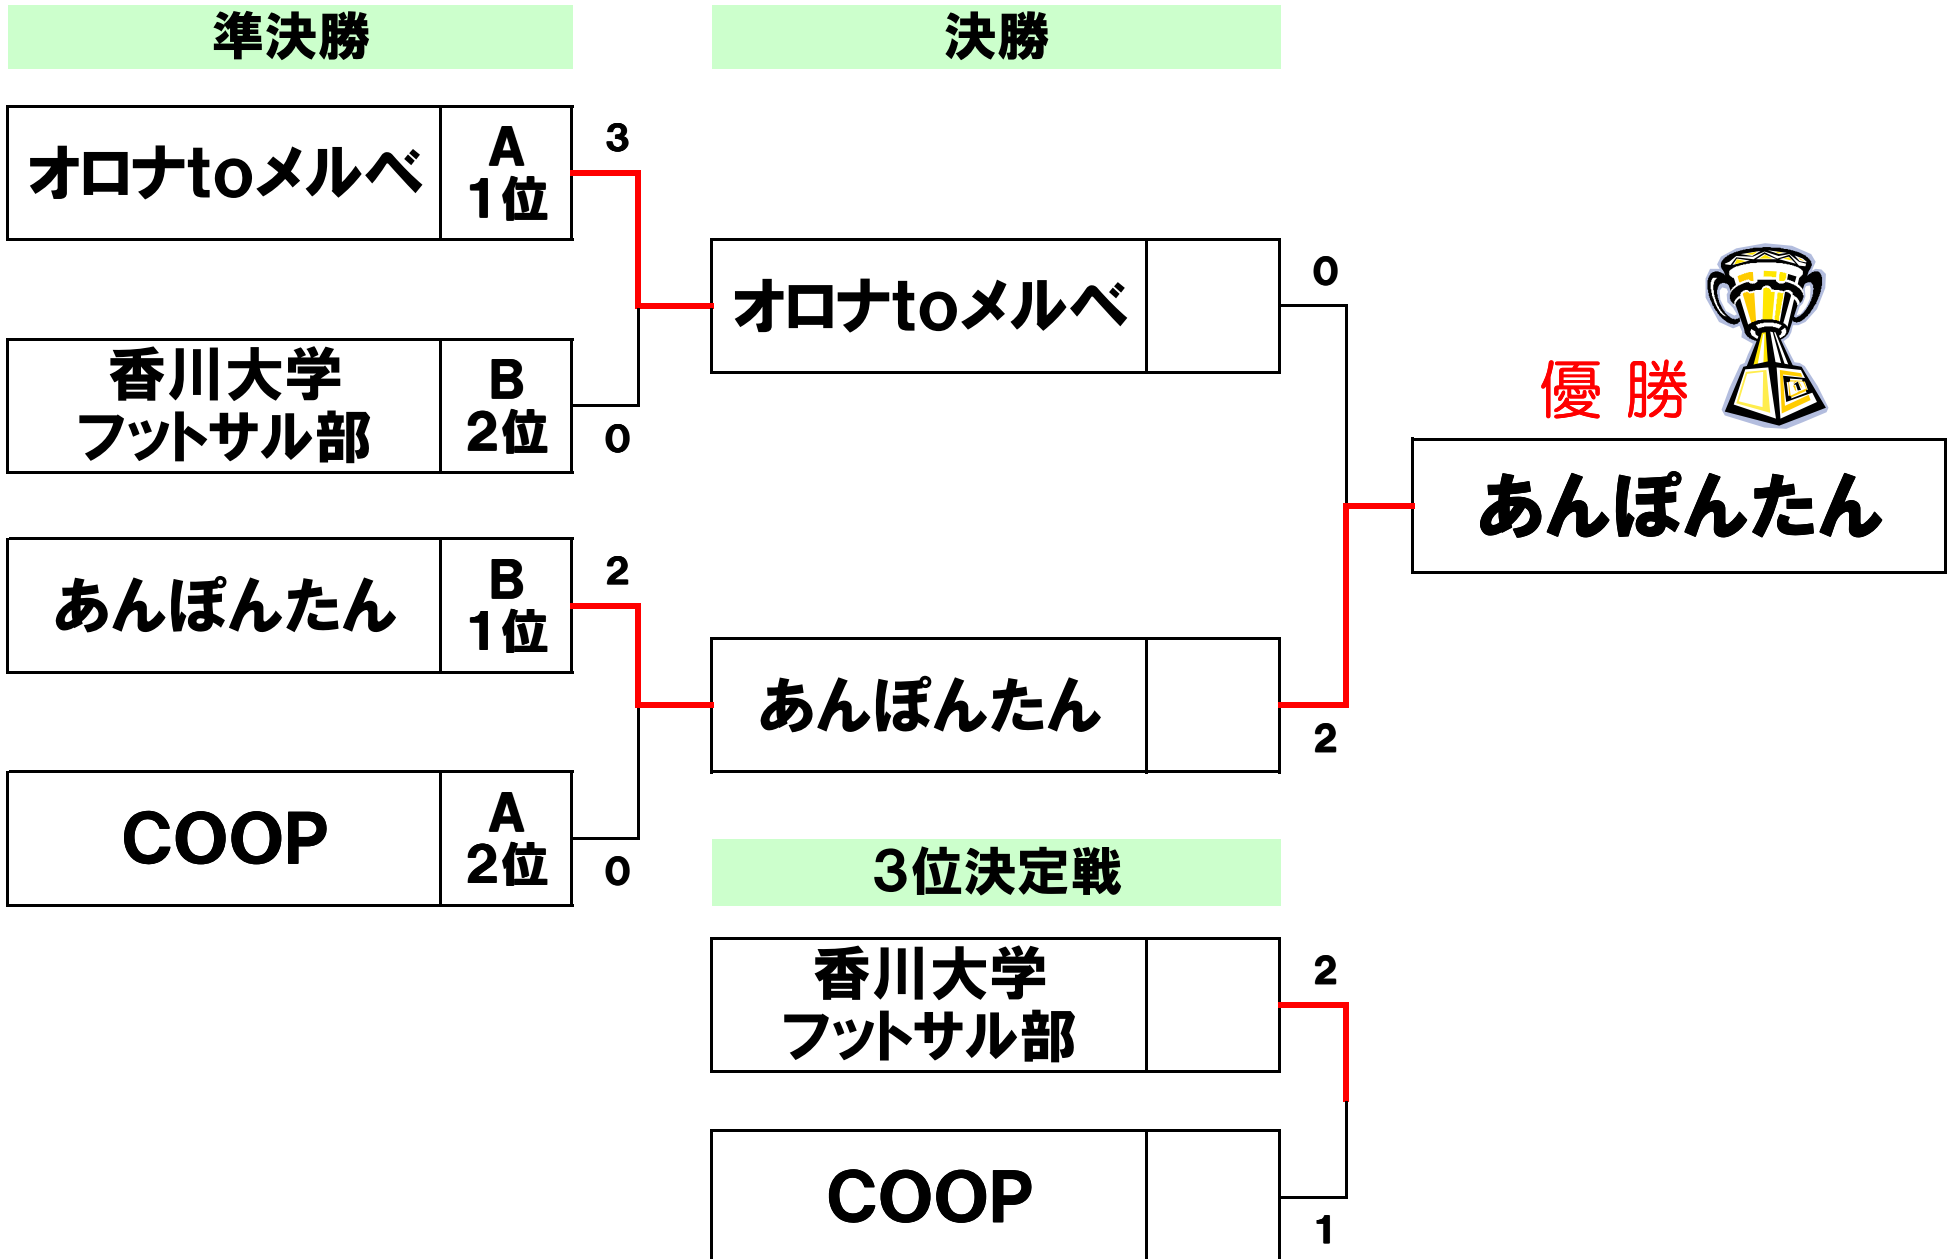 準決勝
オロナtoメルベ
A
1位
3
香川大学
フットサル部
B
2位
0
あんぽんたん
B
1位
2
COOP
A
2位
0
決勝
オロナtoメルベ
0
あんぽんたん
2
優勝
あんぽんたん
3位決定戦
香川大学
フットサル部
2
COOP
1